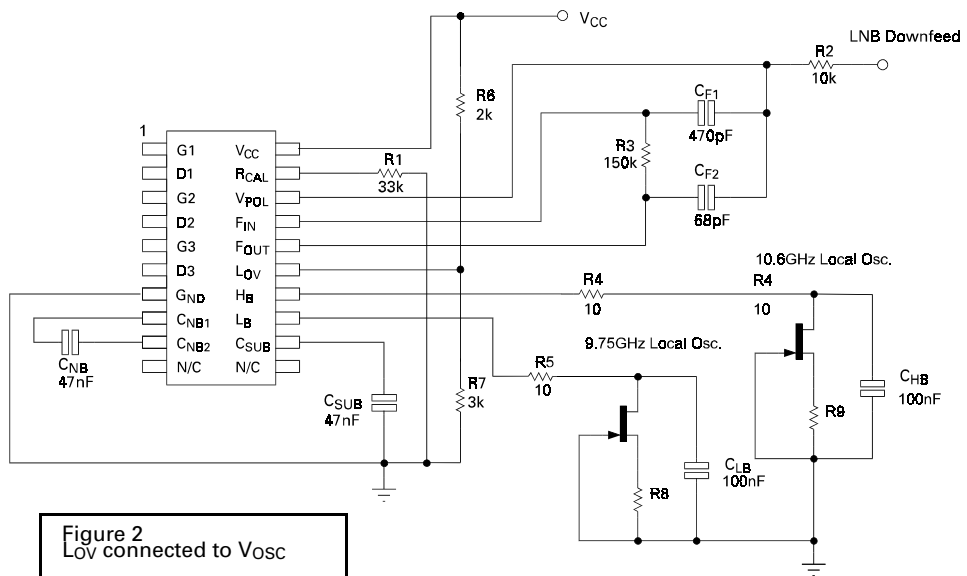 VCC
LNB Downfeed
R2
10k
CF1
470pF
R6
2k
R3
150k
CF2
68pF
1
G1
VCC
D1
RCAL
R1
33k
G2
VPOL
D2
FIN
G3
FOUT
D3
LOV
GND
HB
CNB1
LB
CNB2
CSUB
N/C
N/C
CNB
47nF
CSUB
47nF
R7
3k
10.6GHz Local Osc.
R4
10
R4
10
9.75GHz Local Osc.
R5
10
R9
CHB
100nF
R8
CLB
100nF
Figure 2
LOV connected to VOSC